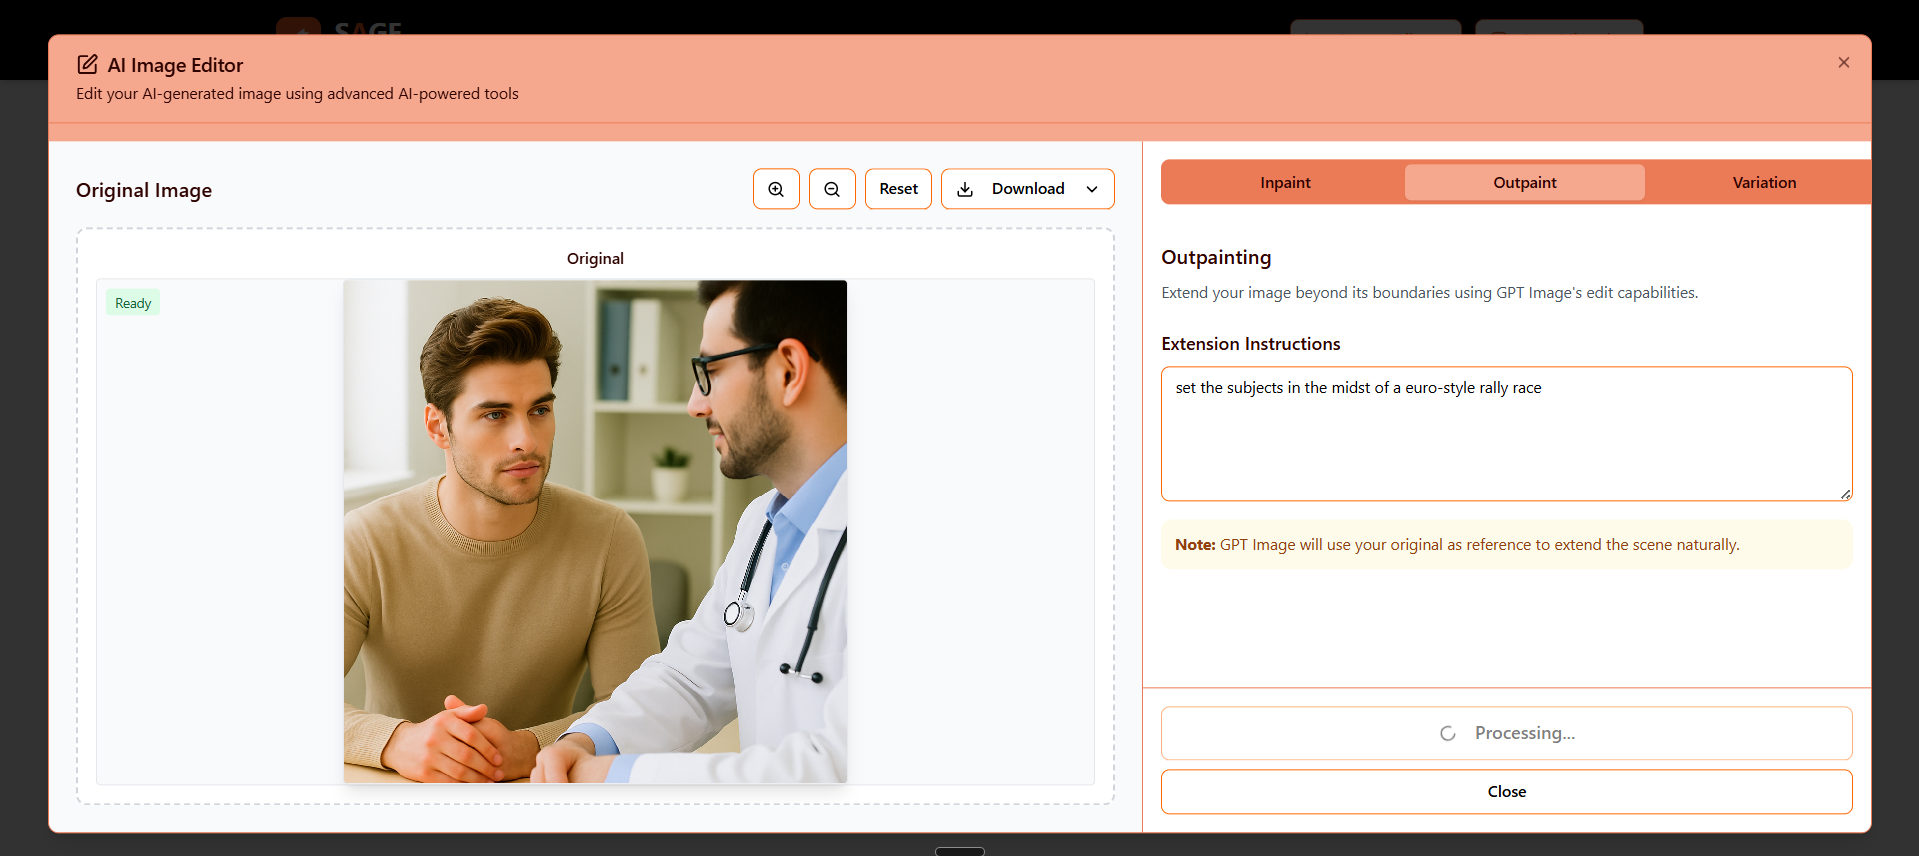 SAGE
AI Image Editor
Edit your AI-generated image using advanced AI-powered tools
Original Image
Reset
Download
Original
Ready
Inpaint
Outpaint
Variation
Outpainting
Extend your image beyond its boundaries using GPT Image's edit capabilities.
Extension Instructions
set the subjects in the midst of a euro-style rally race
Note: GPT Image will use your original as reference to extend the scene naturally.
Processing...
Close